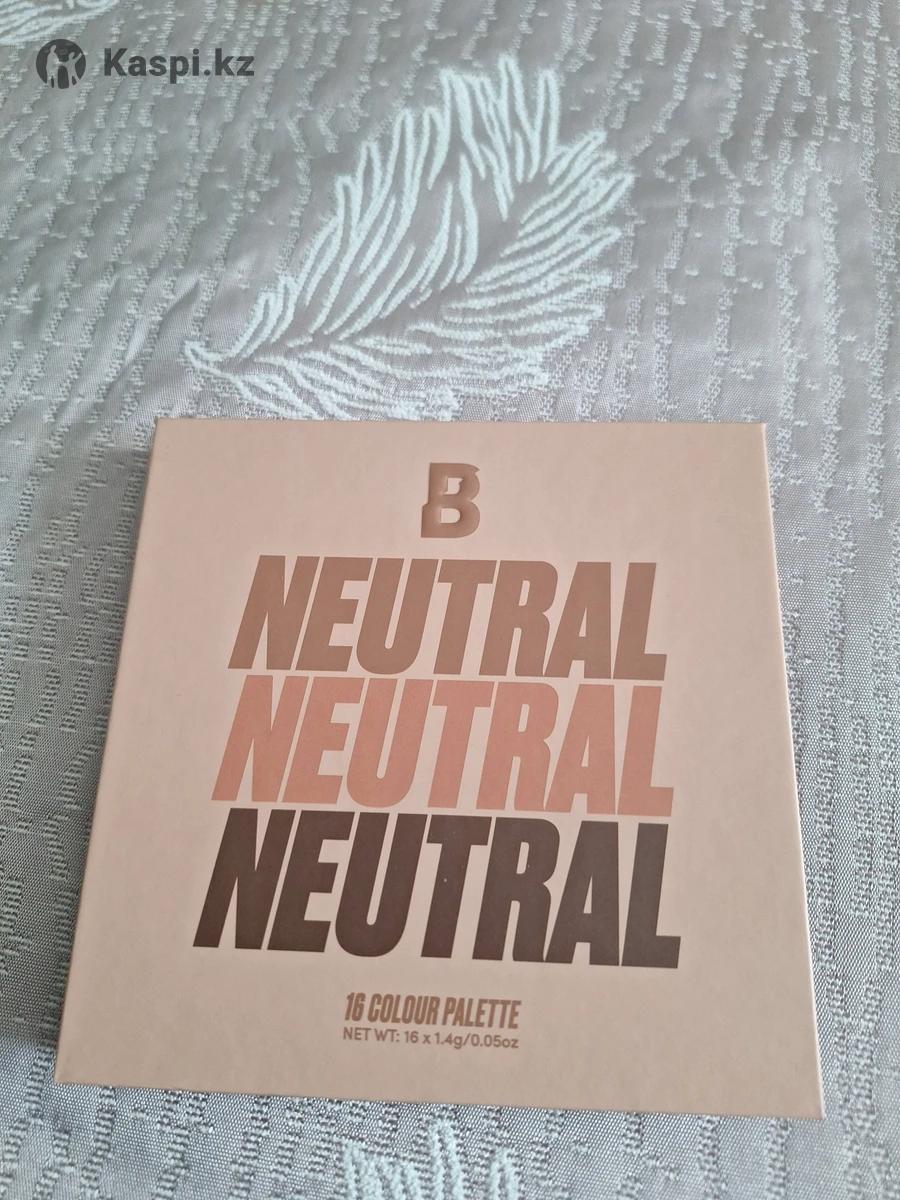 Kaspi.kz
B
NEUTRAL
NEUTRAL
NEUTRAL
16 COLOUR PALETTE
NET WT: 16 x 1.4g/0.05oz